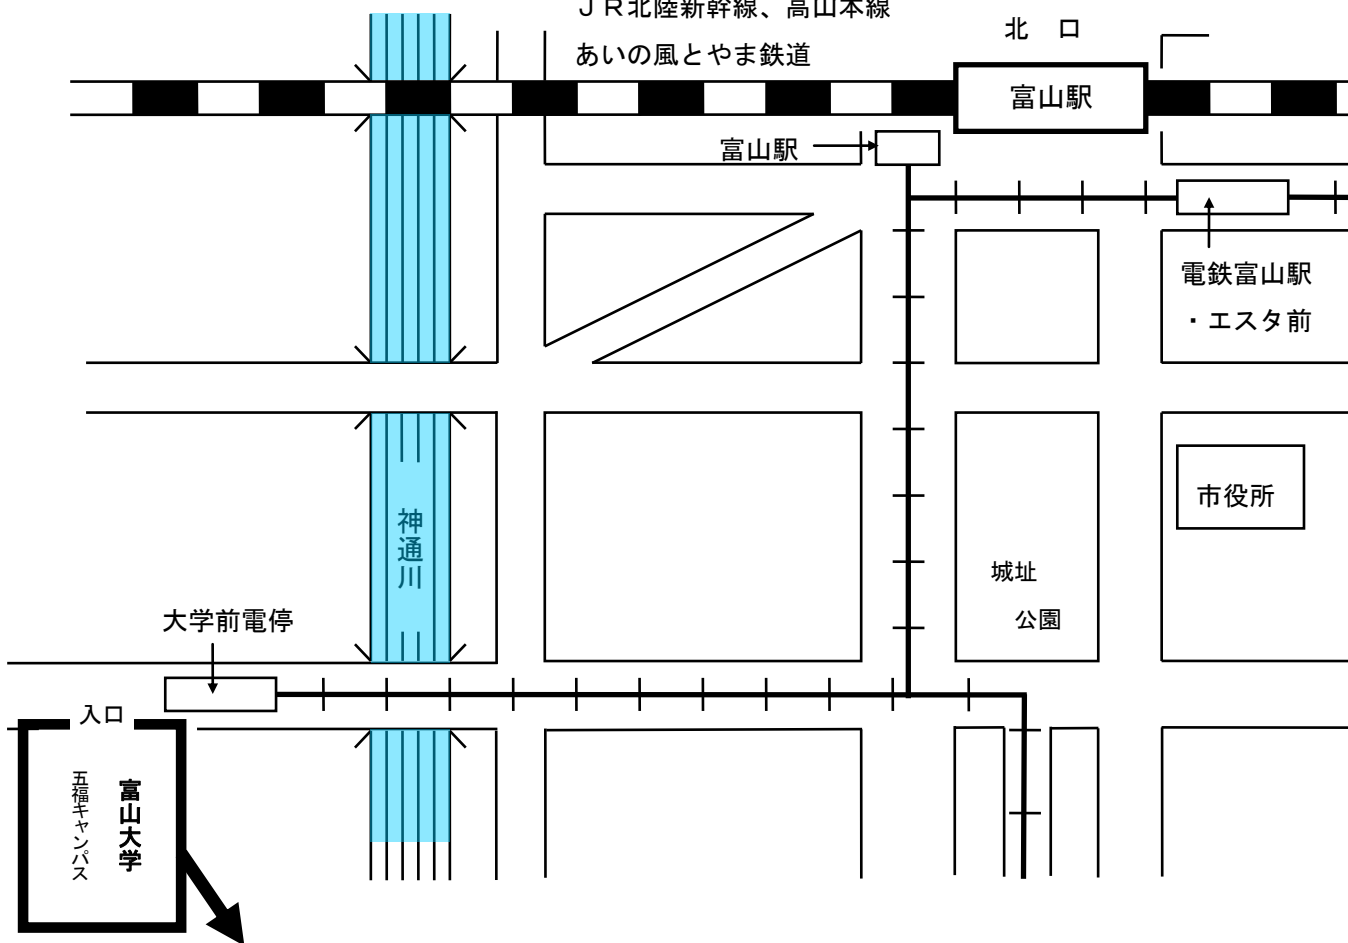 ＪＲ北陸新幹線、高山本線
あいの風とやま鉄道
北　口
富山駅
富山駅
電鉄富山駅
・エスタ前
市役所
神通川
城址
公園
大学前電停
入口
富山大学
五福キャンパス